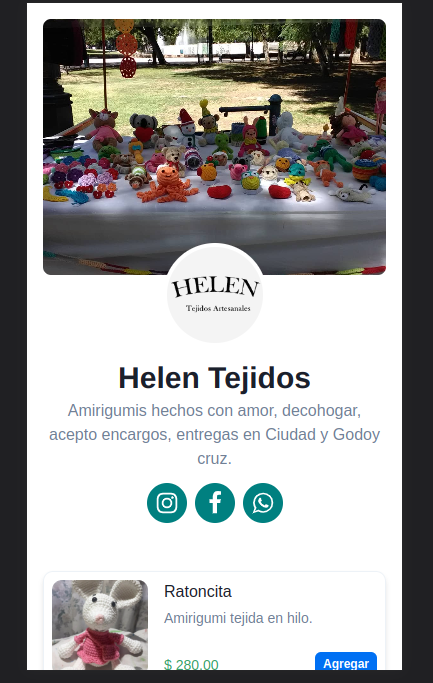 HELEN
Tejidos Artesanales
Helen Tejidos
Amirigumis hechos con amor, decohogar,
acepto encargos, entregas en Ciudad y Godoy
cruz.
Ratoncita
Amirigumi tejida en hilo.
$ 280.00
Agregar